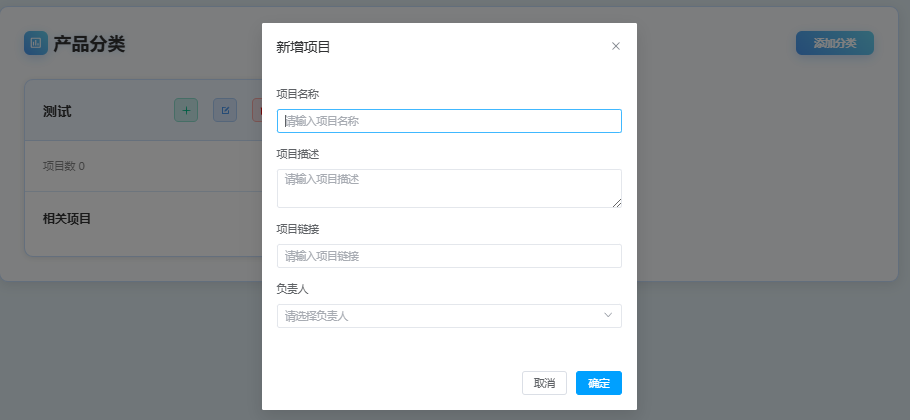 产品分类
添加分类
测试
项目数 0
相关项目
新增项目
项目名称
请输入项目名称
项目描述
请输入项目描述
项目链接
请输入项目链接
负责人
请选择负责人
取消
确定